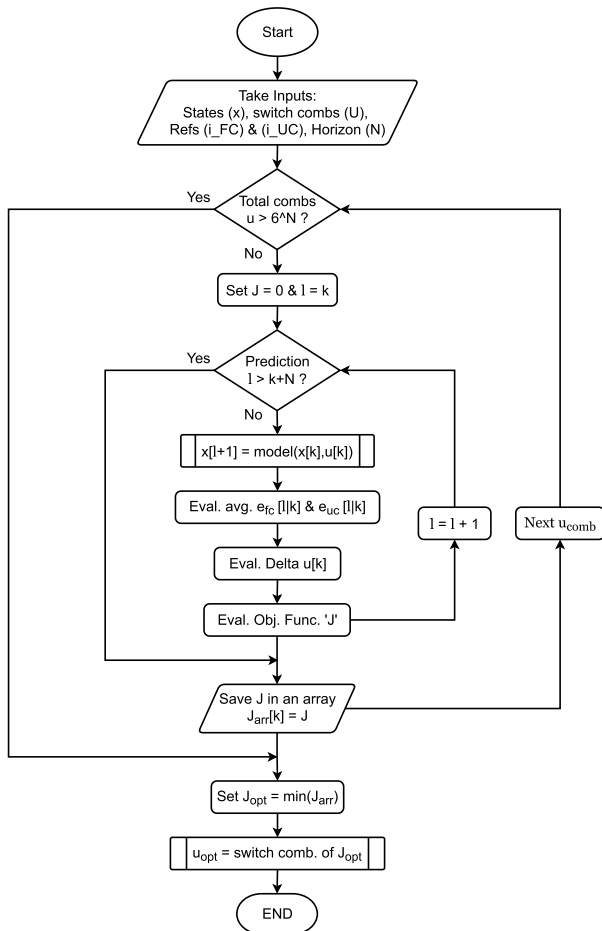 Start
Take Inputs:
States (x), switch combs (U),
Refs (i_FC) & (i_UC), Horizon (N)
Yes
Total combs
u > 6^N ?
No
Set J = 0 & l = k
Yes
Prediction
l > k+N ?
No
x[l+1] = model(x[k],u[k])
Eval. avg. e_fc [l|k] & e_uc [l|k]
l = l + 1
Next u_comb
Eval. Delta u[k]
Eval. Obj. Func. 'J'
Save J in an array
J_arr[k] = J
Set J_opt = min(J_arr)
u_opt = switch comb. of J_opt
END